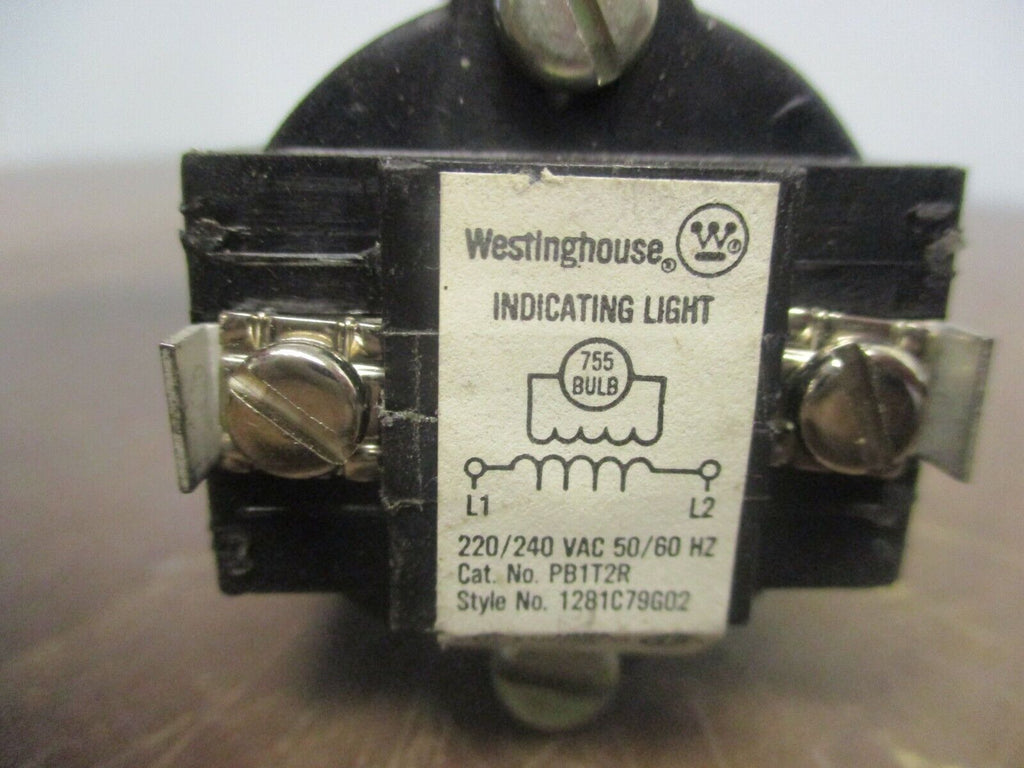 Westinghouse®
W
INDICATING LIGHT
755
BULB
L1 L2
220/240 VAC 50/60 HZ
Cat. No. PB1T2R
Style No. 1281C79G02